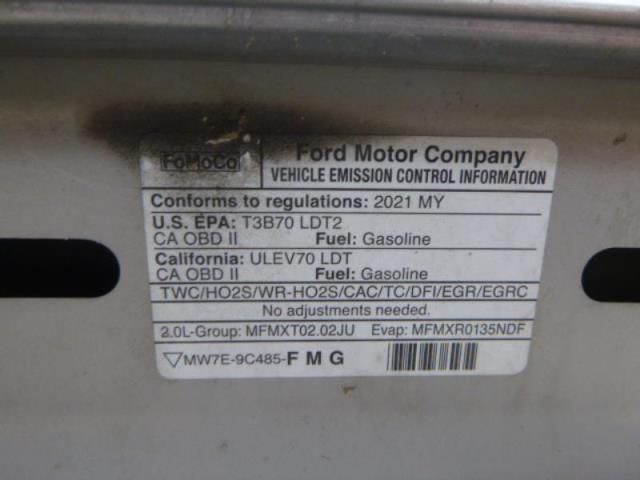 FoMoCo
Ford Motor Company
VEHICLE EMISSION CONTROL INFORMATION
Conforms to regulations: 2021 MY
U.S. EPA: T3B70 LDT2
CA OBD II Fuel: Gasoline
California: ULEV70 LDT
CA OBD II Fuel: Gasoline
TWC/HO2S/WR-HO2S/CAC/TC/DFI/EGR/EGRC
No adjustments needed.
2.0L-Group: MFMXT02.02JU Evap: MFMXR0135NDF
MW7E-9C485-FMG